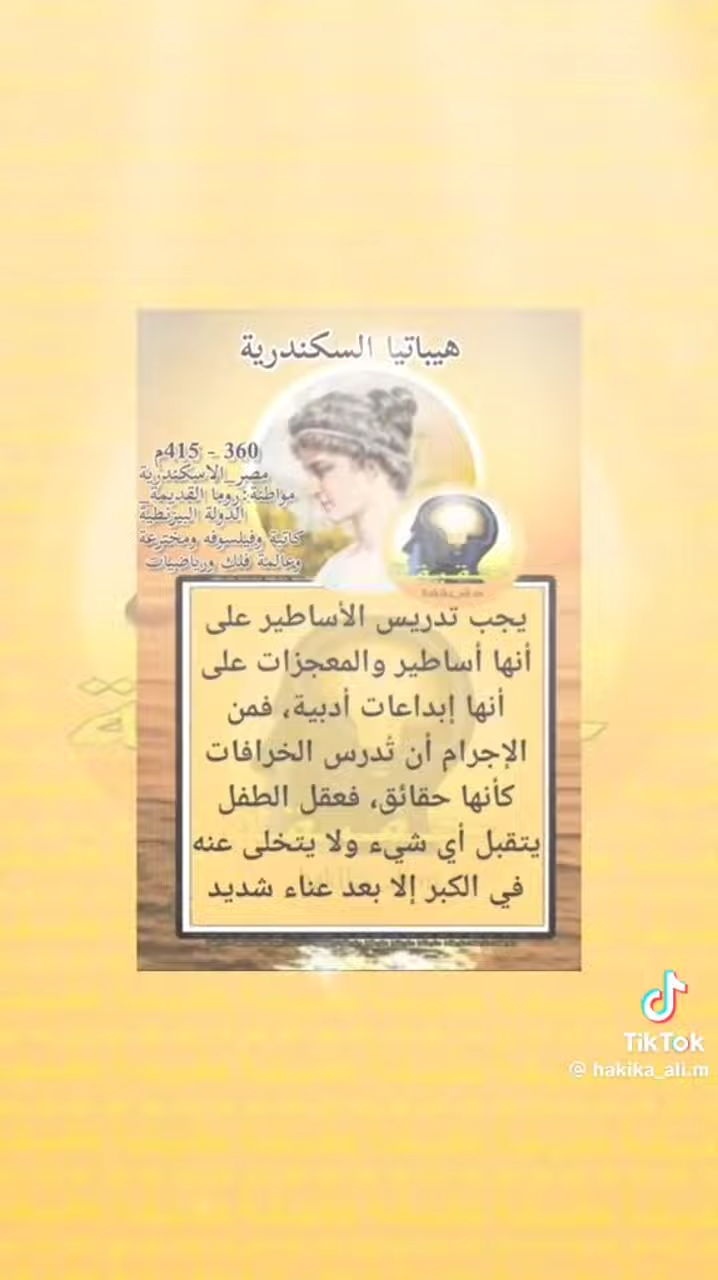 هيباتيا السكندرية
360 - 415م
مصر_الاسكندرية
مواطنة:روما القديمة_
الدولة البيزنطية
كاتبة وفيلسوفه ومخترعة
وعالمة فلك ورياضيات
يجب تدريس الأساطير على
أنها أساطير والمعجزات على
أنها إبداعات أدبية، فمن
الإجرام أن تُدرس الخرافات
كأنها حقائق، فعقل الطفل
يتقبل أي شيء ولا يتخلى عنه
في الكبر إلا بعد عناء شديد
TikTok
@ hakika_ali.m